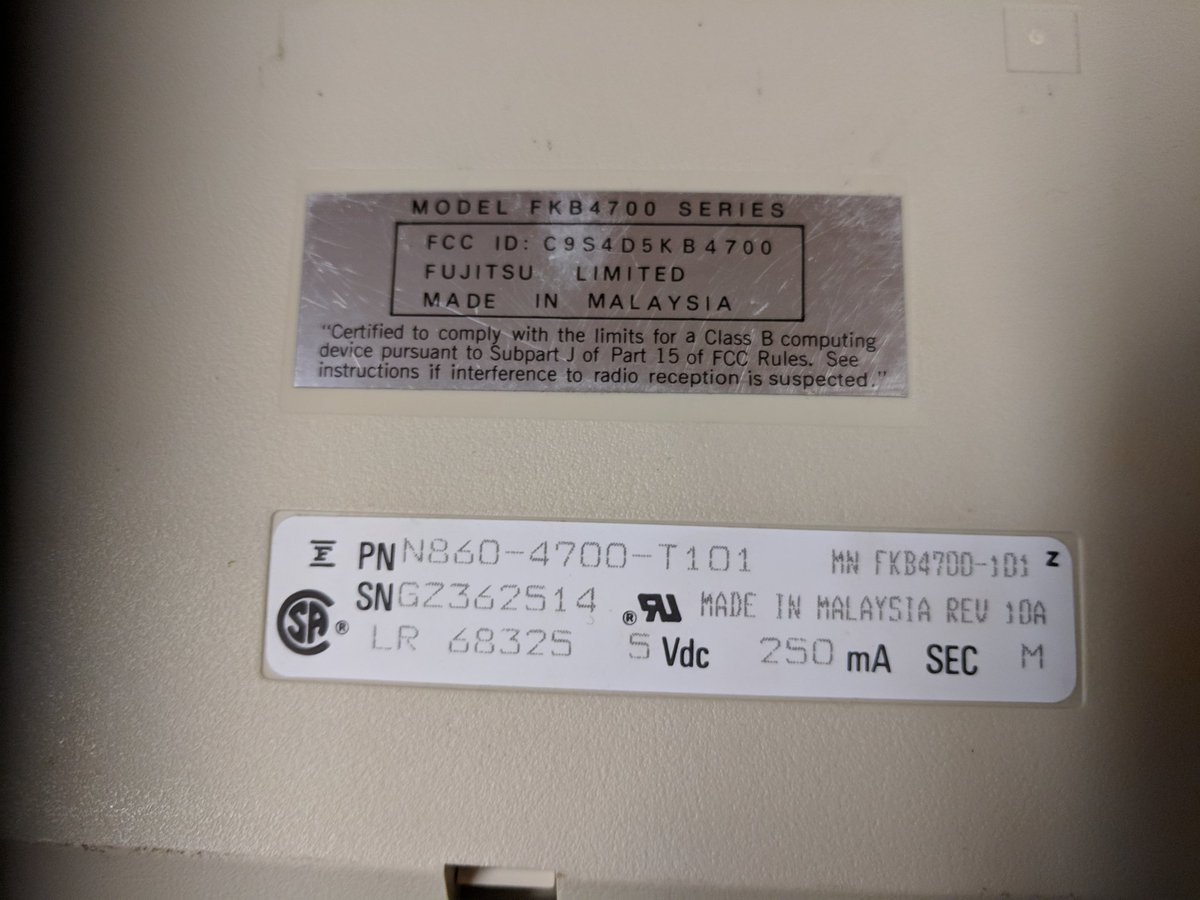 MODEL FKB4700 SERIES
FCC ID: C9S4D5KB4700
FUJITSU LIMITED
MADE IN MALAYSIA
"Certified to comply with the limits for a Class B computing
device pursuant to Subpart J of Part 15 of FCC Rules. See
instructions if interference to radio reception is suspected."
PN N860-4700-T101 MN FKB4700-101 Z
SN GZ362514 ® MADE IN MALAYSIA REV 10A
SA ®
LR 68325 5 Vdc 250 mA SEC M